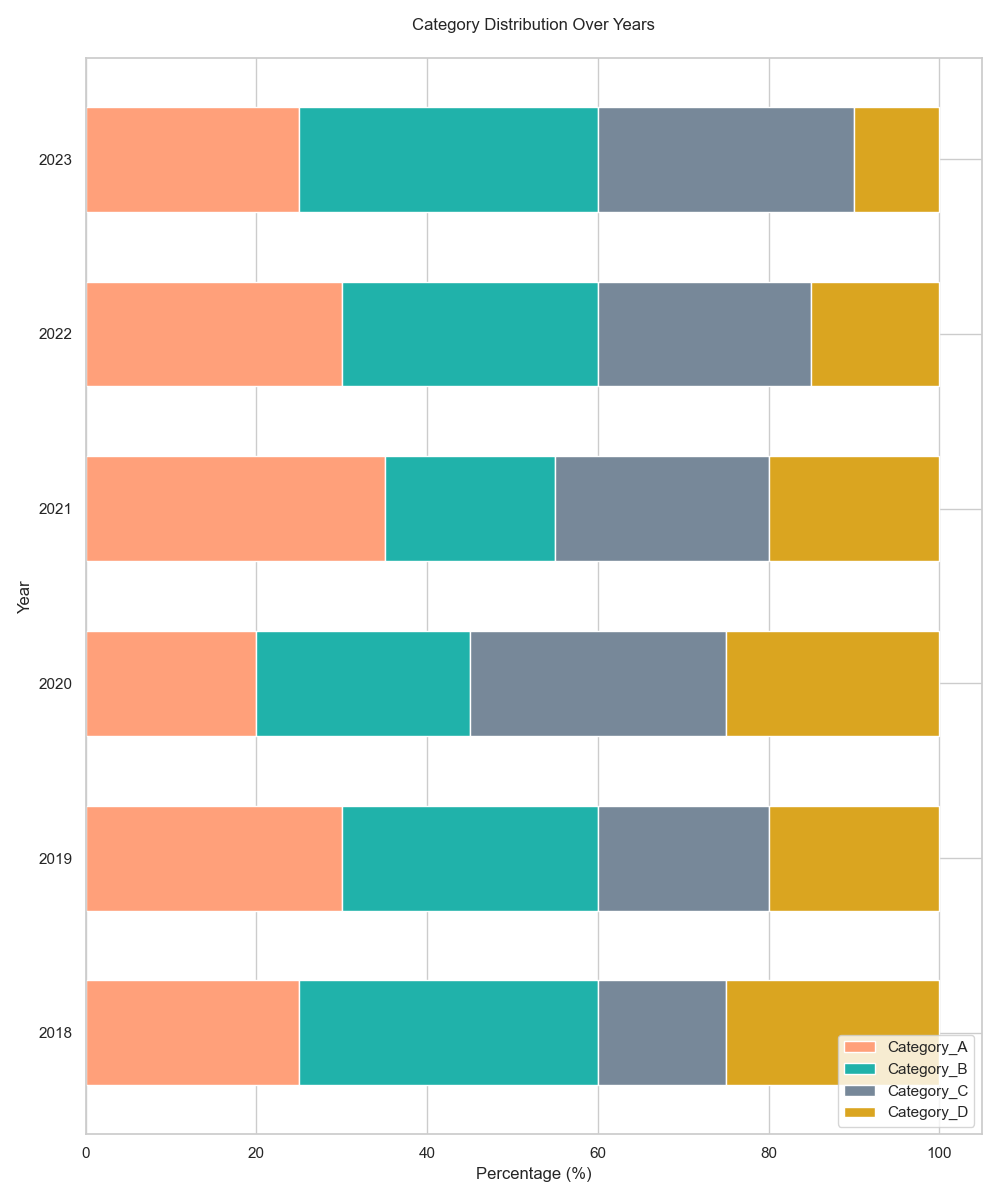 Category Distribution Over Years
2023
2022
2021
2020
2019
2018
Year
Category_A
Category_B
Category_C
Category_D
0 20 40 60 80 100
Percentage (%)